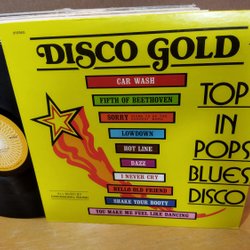 STEREO
DISCO GOLD
CAR WASH
FIFTH OF BEETHOVEN
SORRY
LOWDOWN
HOT LINE
DAZZ
I NEVER CRY
HELLO OLD FRIEND
SHAKE YOUR BOOTY
YOU MAKE ME FEEL LIKE DANCING
TOP
IN
POPS
BLUES
DISCO